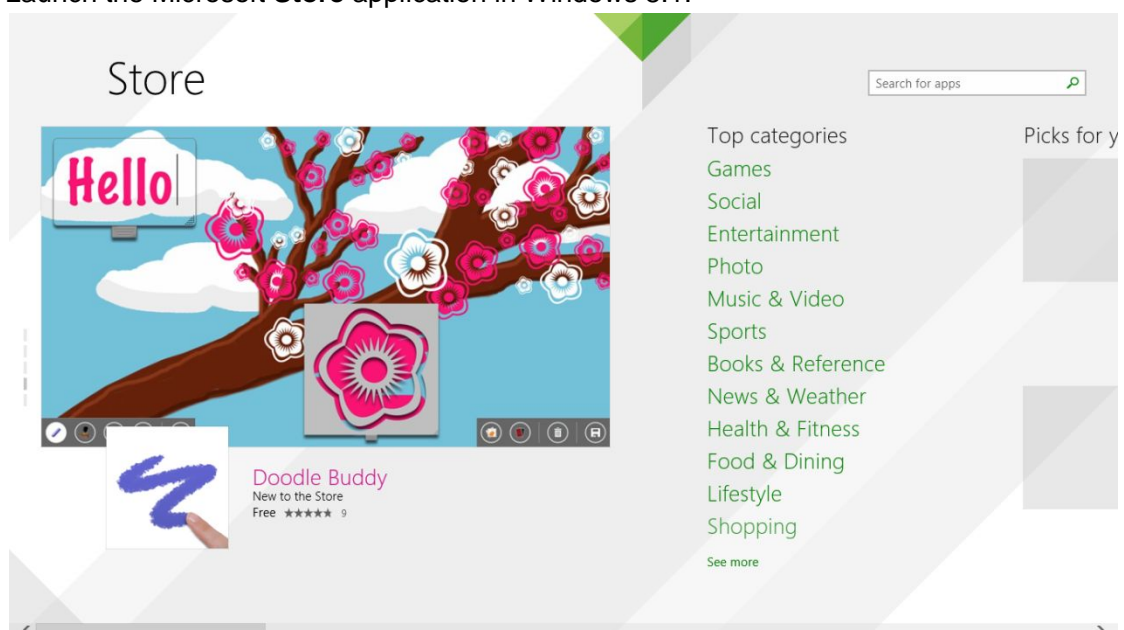 Launch the Microsoft Store application in Windows 8.1.
Store
Search for apps
Hello
Doodle Buddy
New to the Store
Free ★★★★★ 9
Top categories
Games
Social
Entertainment
Photo
Music & Video
Sports
Books & Reference
News & Weather
Health & Fitness
Food & Dining
Lifestyle
Shopping
See more
Picks for y